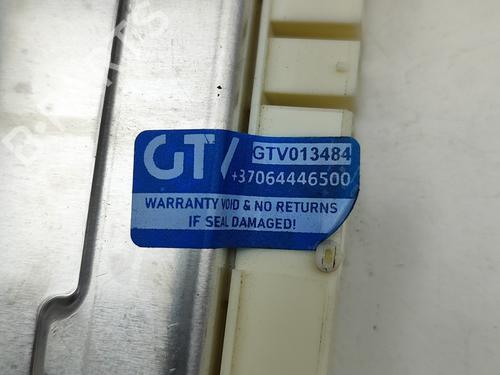 GTV
GTV013484
+37064446500
WARRANTY VOID & NO RETURNS
IF SEAL DAMAGED!